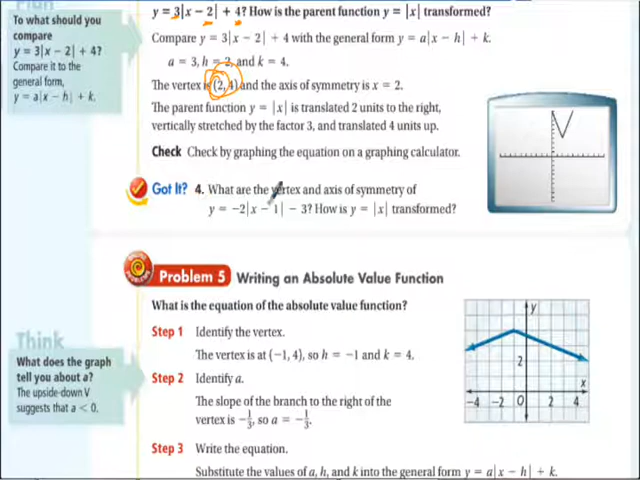 Plan
To what should you
compare
y = 3|x − 2| + 4?
Compare it to the
general form,
y = a|x − h| + k.
y = 3|x − 2| + 4? How is the parent function y = |x| transformed?
Compare y = 3|x − 2| + 4 with the general form y = a|x − h| + k.
a = 3, h = 2, and k = 4.
The vertex is (2, 4) and the axis of symmetry is x = 2.
The parent function y = |x| is translated 2 units to the right,
vertically stretched by the factor 3, and translated 4 units up.
Check Check by graphing the equation on a graphing calculator.
Got It? 4. What are the vertex and axis of symmetry of
y = −2|x − 1| − 3? How is y = |x| transformed?
Problem 5 Writing an Absolute Value Function
What is the equation of the absolute value function?
Step 1 Identify the vertex.
The vertex is at (−1, 4), so h = −1 and k = 4.
Step 2 Identify a.
The slope of the branch to the right of the
vertex is −1/3, so a = −1/3.
Step 3 Write the equation.
Substitute the values of a, h, and k into the general form y = a|x − h| + k.
Think
What does the graph
tell you about a?
The upside-down V
suggests that a < 0.
y
2
x
−4 −2 0 2 4